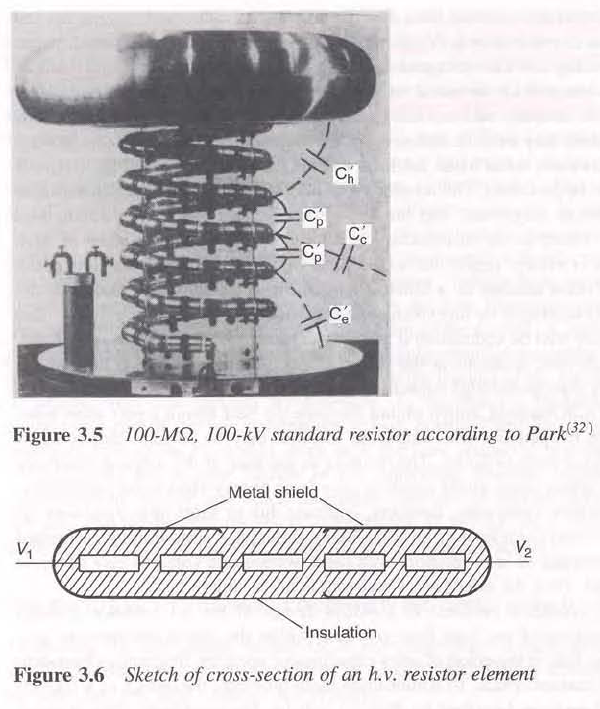 C'h
C'p
C'c
C'p
C'e
Figure 3.5 100-MΩ, 100-kV standard resistor according to Park(32)
Metal shield
V1
V2
Insulation
Figure 3.6 Sketch of cross-section of an h.v. resistor element